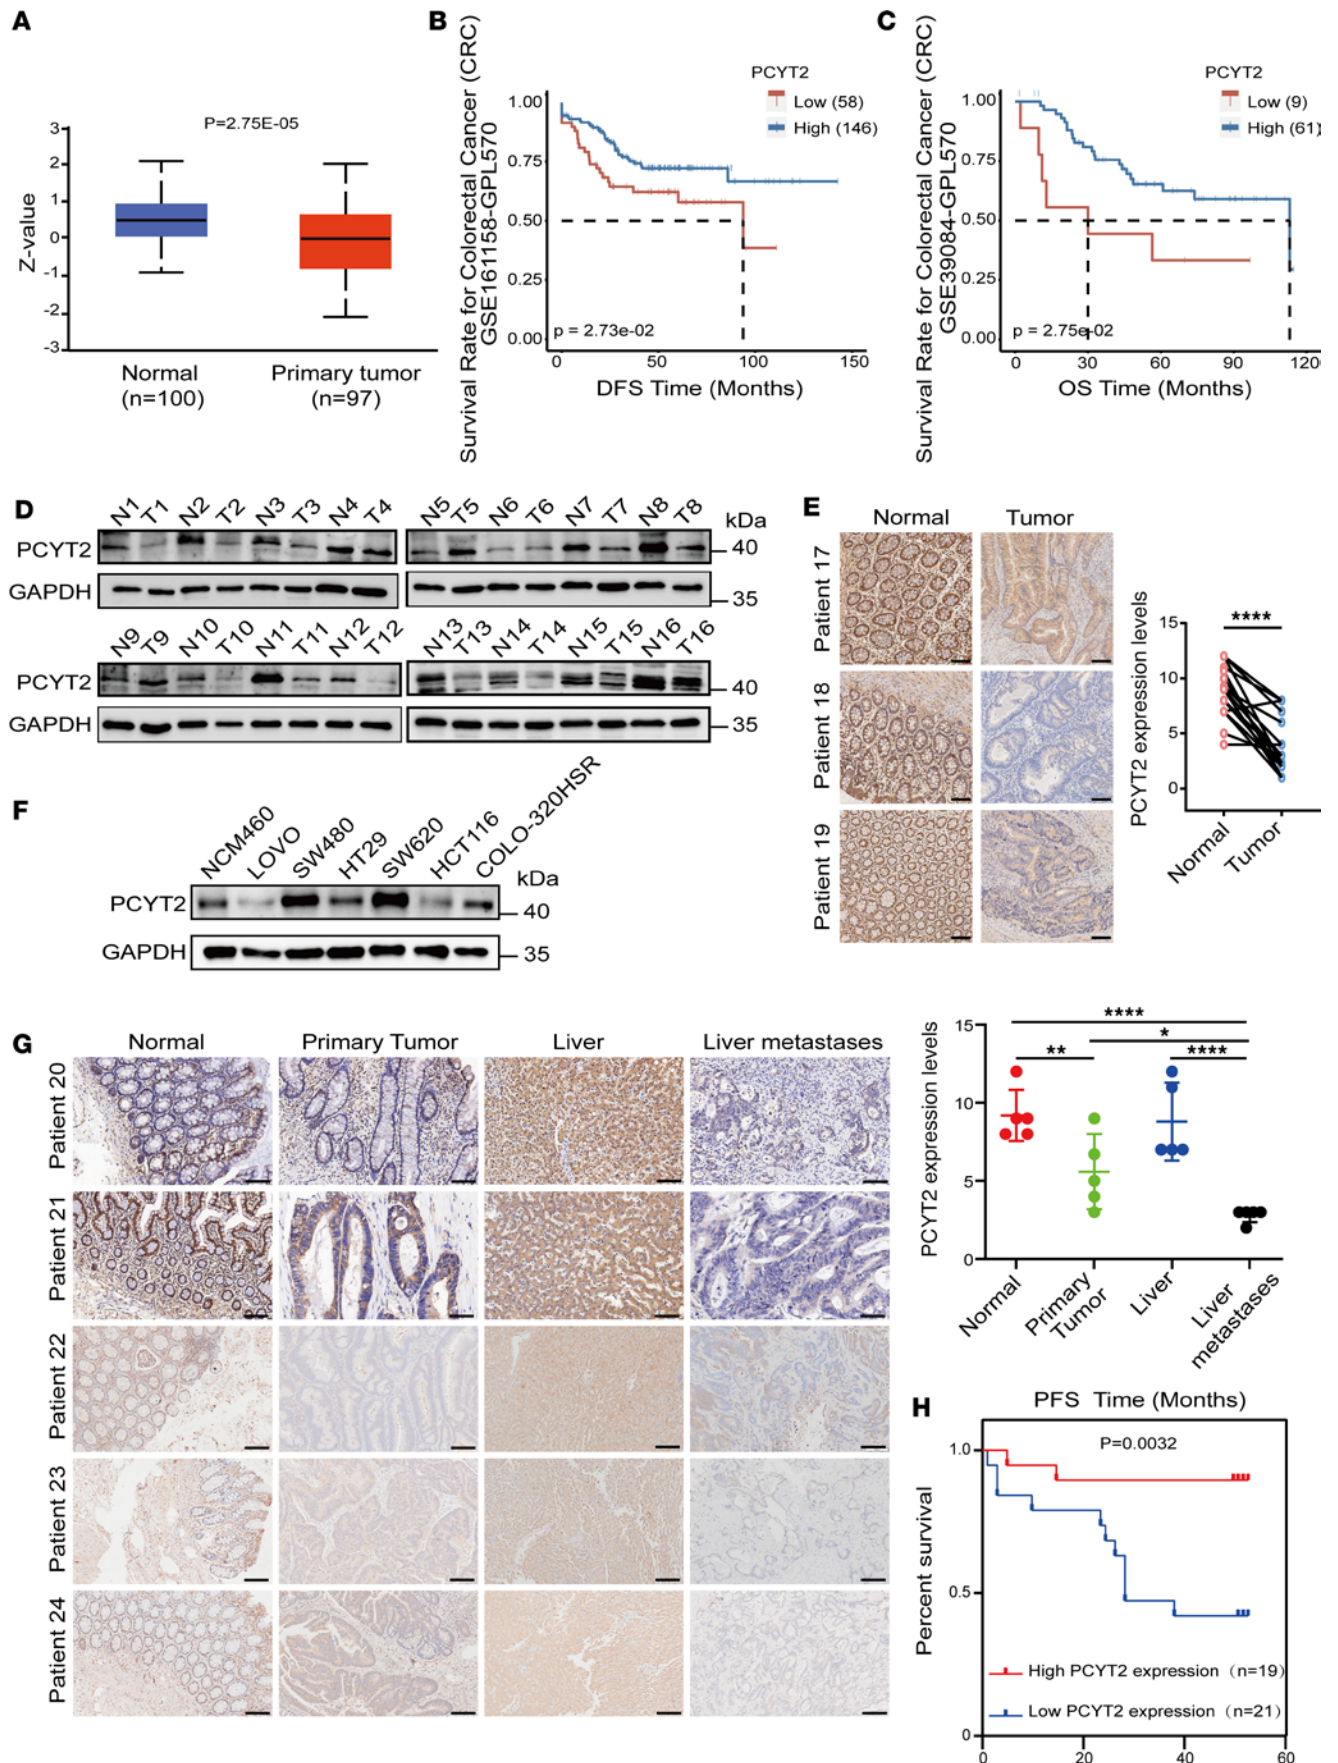 A
P=2.75E-05
Z-value
3
2
1
0
-1
-2
-3
Normal
(n=100)
Primary tumor
(n=97)
B
Survival Rate for Colorectal Cancer (CRC)
GSE161158-GPL570
PCYT2
Low (58)
High (146)
1.00
0.75
0.50
0.25
0.00
p = 2.73e-02
0
50
100
150
DFS Time (Months)
C
Survival Rate for Colorectal Cancer (CRC)
GSE39084-GPL570
PCYT2
Low (9)
High (61)
1.00
0.75
0.50
0.25
0.00
p = 2.75e-02
0
30
60
90
1200
OS Time (Months)
D
N1 T1 N2 T2 N3 T3 N4 T4
N5 T5 N6 T6 N7 T7 N8 T8
kDa
PCYT2
40
GAPDH
35
N9 T9 N10 T10 N11 T11 N12 T12
N13 T13 N14 T14 N15 T15 N16 T16
PCYT2
40
GAPDH
35
E
Normal
Tumor
Patient 17
Patient 18
Patient 19
PCYT2 expression levels
****
15
10
5
0
Normal
Tumor
F
NCM460
LOVO
SW480
HT29
SW620
HCT116
COLO-320HSR
kDa
PCYT2
40
GAPDH
35
G
Normal
Primary Tumor
Liver
Liver metastases
Patient 20
Patient 21
Patient 22
Patient 23
Patient 24
PCYT2 expression levels
****
*
**
****
15
10
5
0
Normal
Primary
Tumor
Liver
Liver
metastases
H
PFS Time (Months)
P=0.0032
Percent survival
1.0
0.5
0
High PCYT2 expression (n=19)
Low PCYT2 expression (n=21)
0
20
40
60